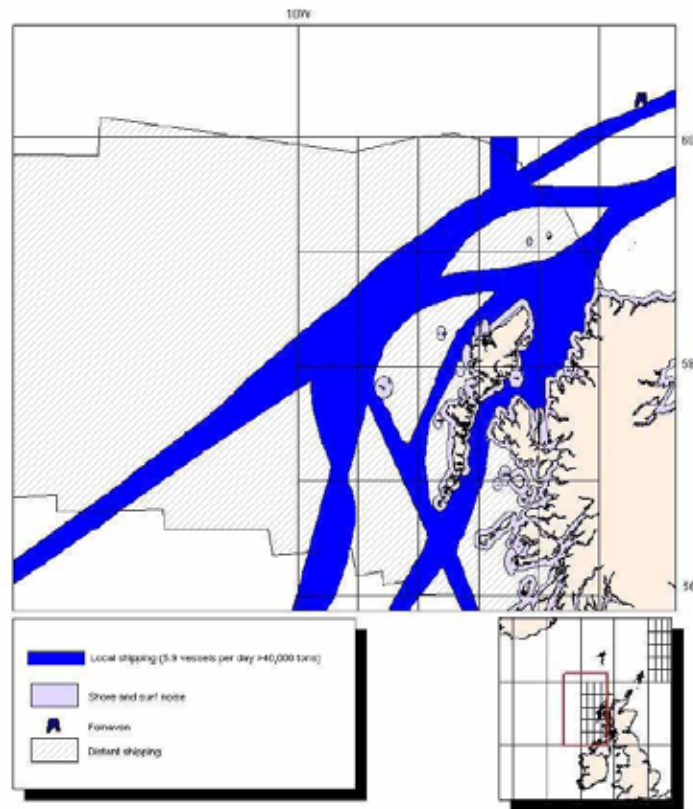 10W
60
58
56
Local shipping (5.9 vessels per day >40,000 tons)
Shore and surf noise
Foinaven
Distant shipping